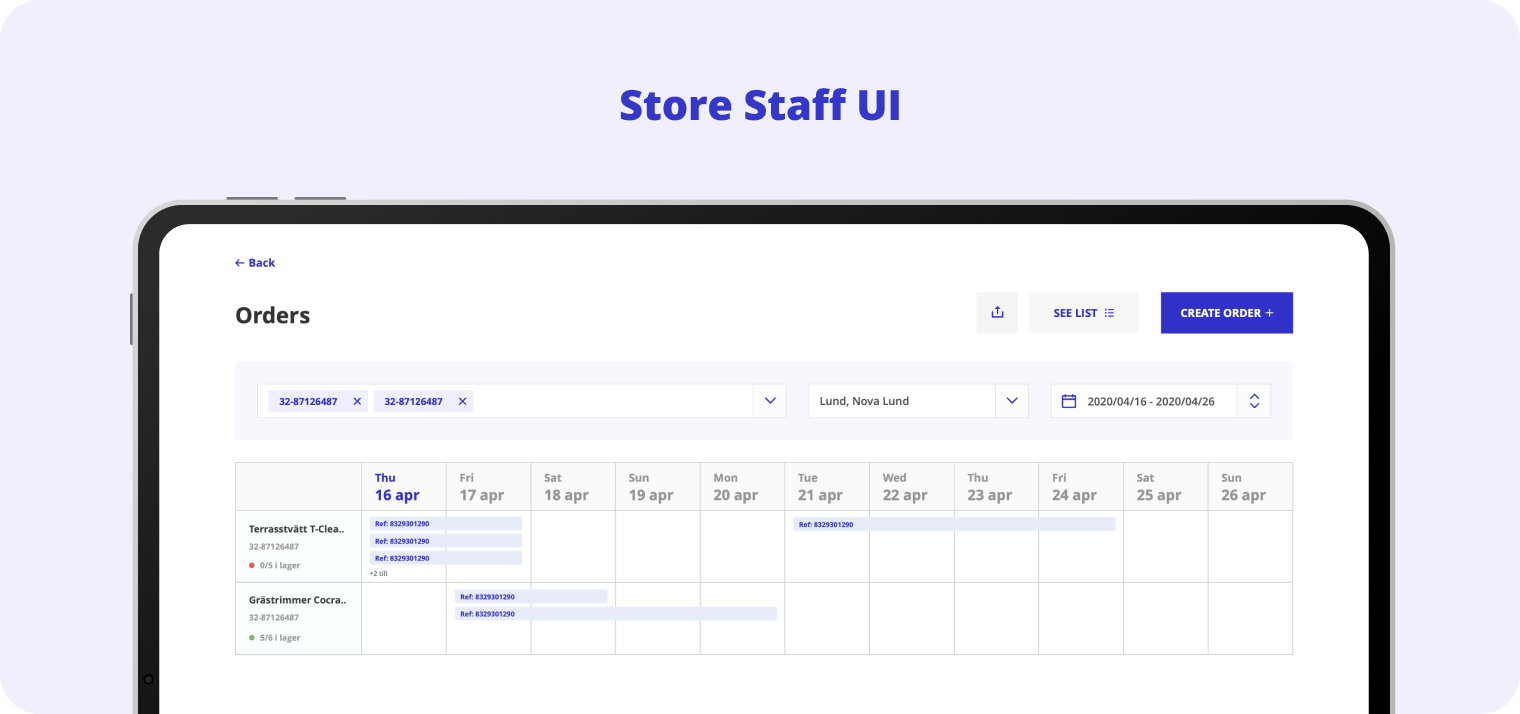 Store Staff UI
← Back
Orders
SEE LIST
CREATE ORDER +
32-87126487 × 32-87126487 ×
Lund, Nova Lund
2020/04/16 - 2020/04/26
Thu Fri Sat Sun Mon Tue Wed Thu Fri Sat Sun
16 apr 17 apr 18 apr 19 apr 20 apr 21 apr 22 apr 23 apr 24 apr 25 apr 26 apr
Terrasstvätt T-Clea..
32-87126487
0/5 i lager
Ref: 8329301290
Ref: 8329301290
Ref: 8329301290
+2 till
Ref: 8329301290
Grästrimmer Cocra..
32-87126487
5/6 i lager
Ref: 8329301290
Ref: 8329301290